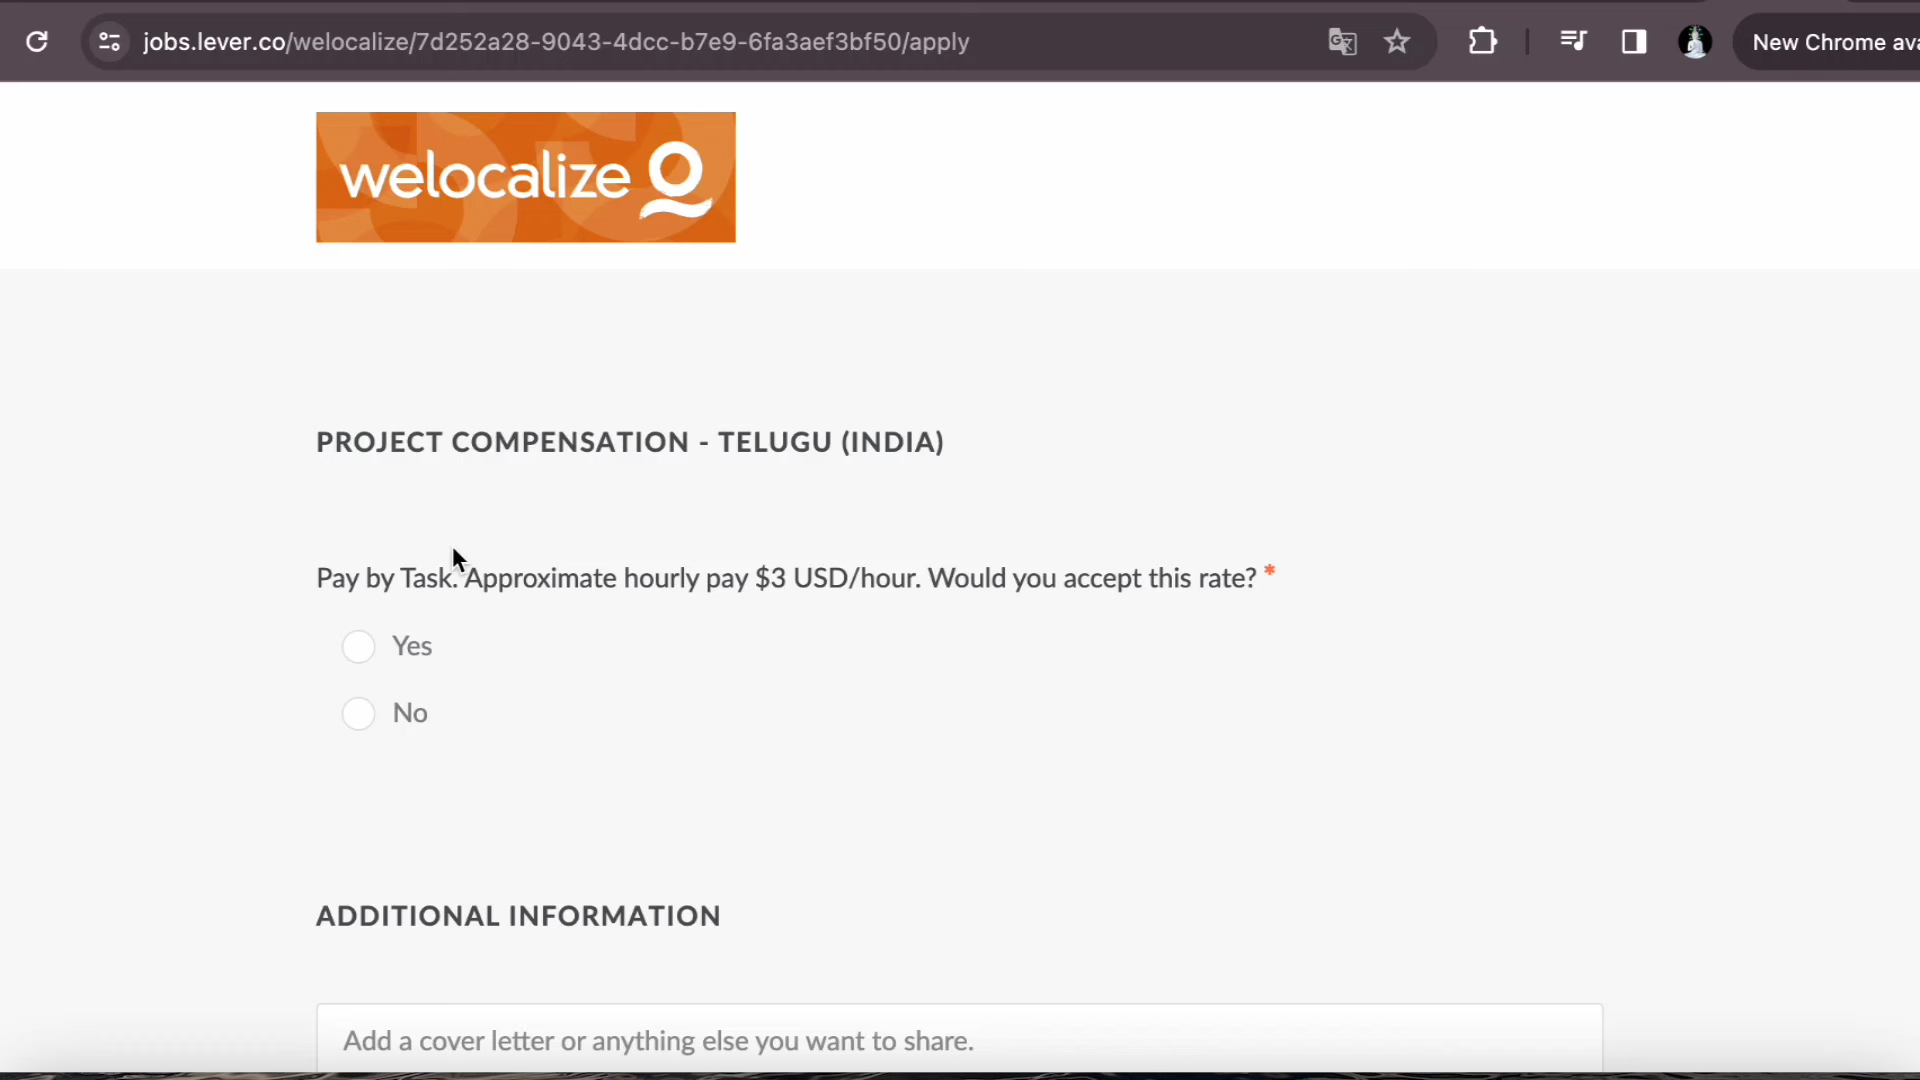 jobs.lever.co/welocalize/7d252a28-9043-4dcc-b7e9-6fa3aef3bf50/apply
New Chrome ava
welocalize
PROJECT COMPENSATION - TELUGU (INDIA)
Pay by Task. Approximate hourly pay $3 USD/hour. Would you accept this rate? *
Yes
No
ADDITIONAL INFORMATION
Add a cover letter or anything else you want to share.